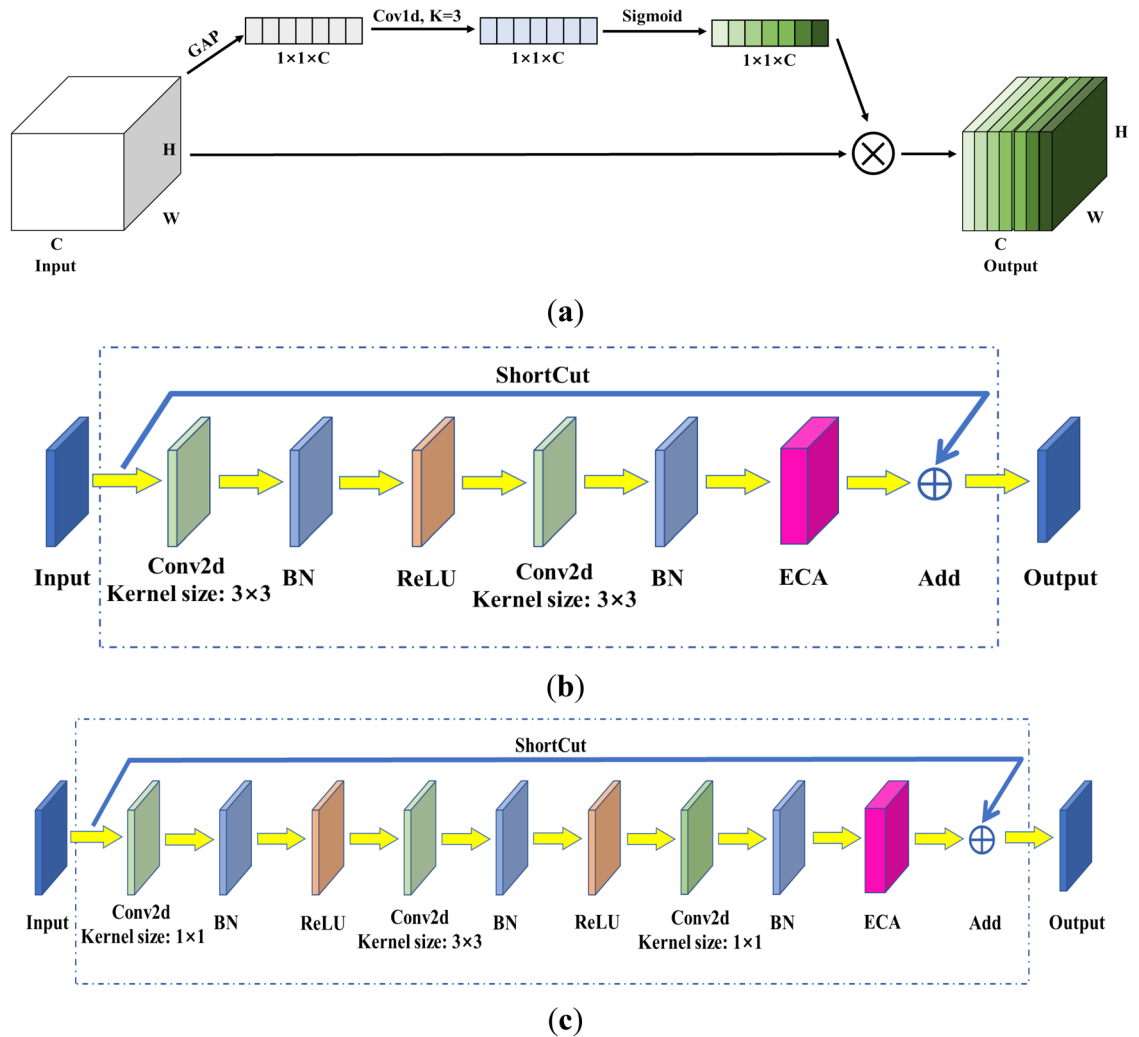 GAP
Cov1d, K=3
Sigmoid
1×1×C
1×1×C
1×1×C
H
W
C
Input
H
W
C
Output
(a)
ShortCut
Input
Conv2d
Kernel size: 3×3
BN
ReLU
Conv2d
Kernel size: 3×3
BN
ECA
Add
Output
(b)
ShortCut
Input
Conv2d
Kernel size: 1×1
BN
ReLU
Conv2d
Kernel size: 3×3
BN
ReLU
Conv2d
Kernel size: 1×1
BN
ECA
Add
Output
(c)